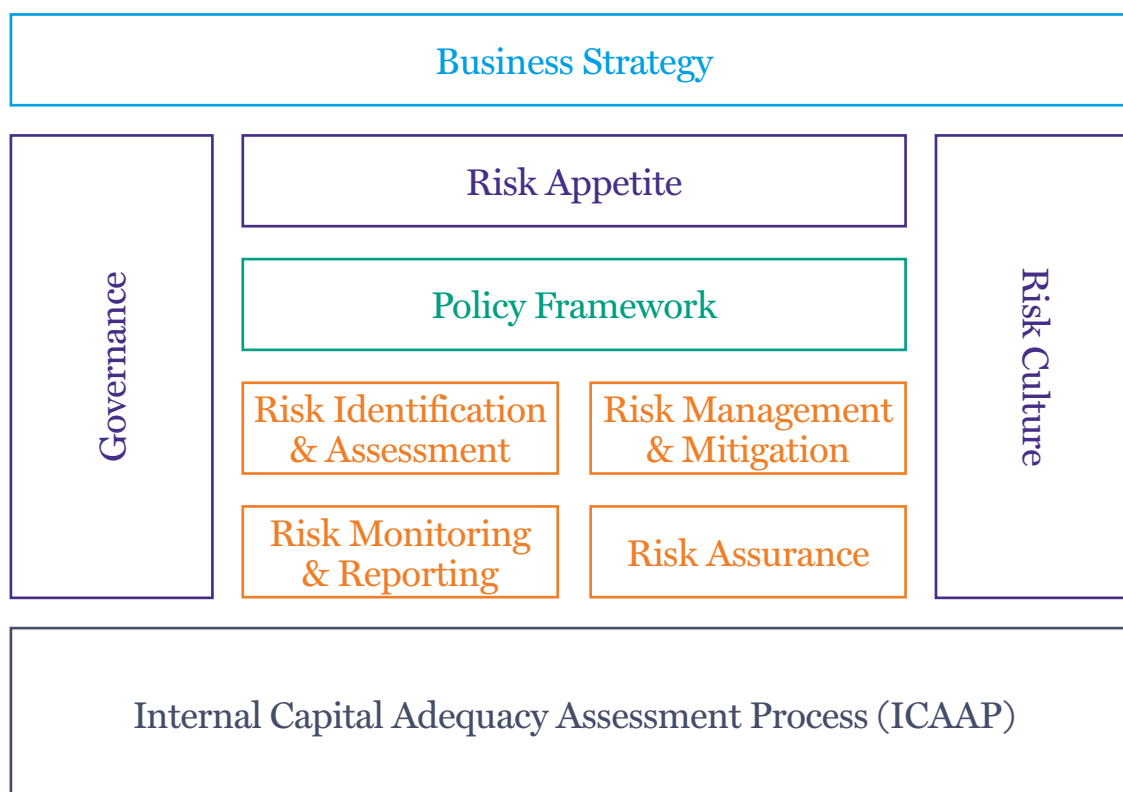 Business Strategy
Governance
Risk Appetite
Policy Framework
Risk Identification
& Assessment
Risk Management
& Mitigation
Risk Monitoring
& Reporting
Risk Assurance
Risk Culture
Internal Capital Adequacy Assessment Process (ICAAP)